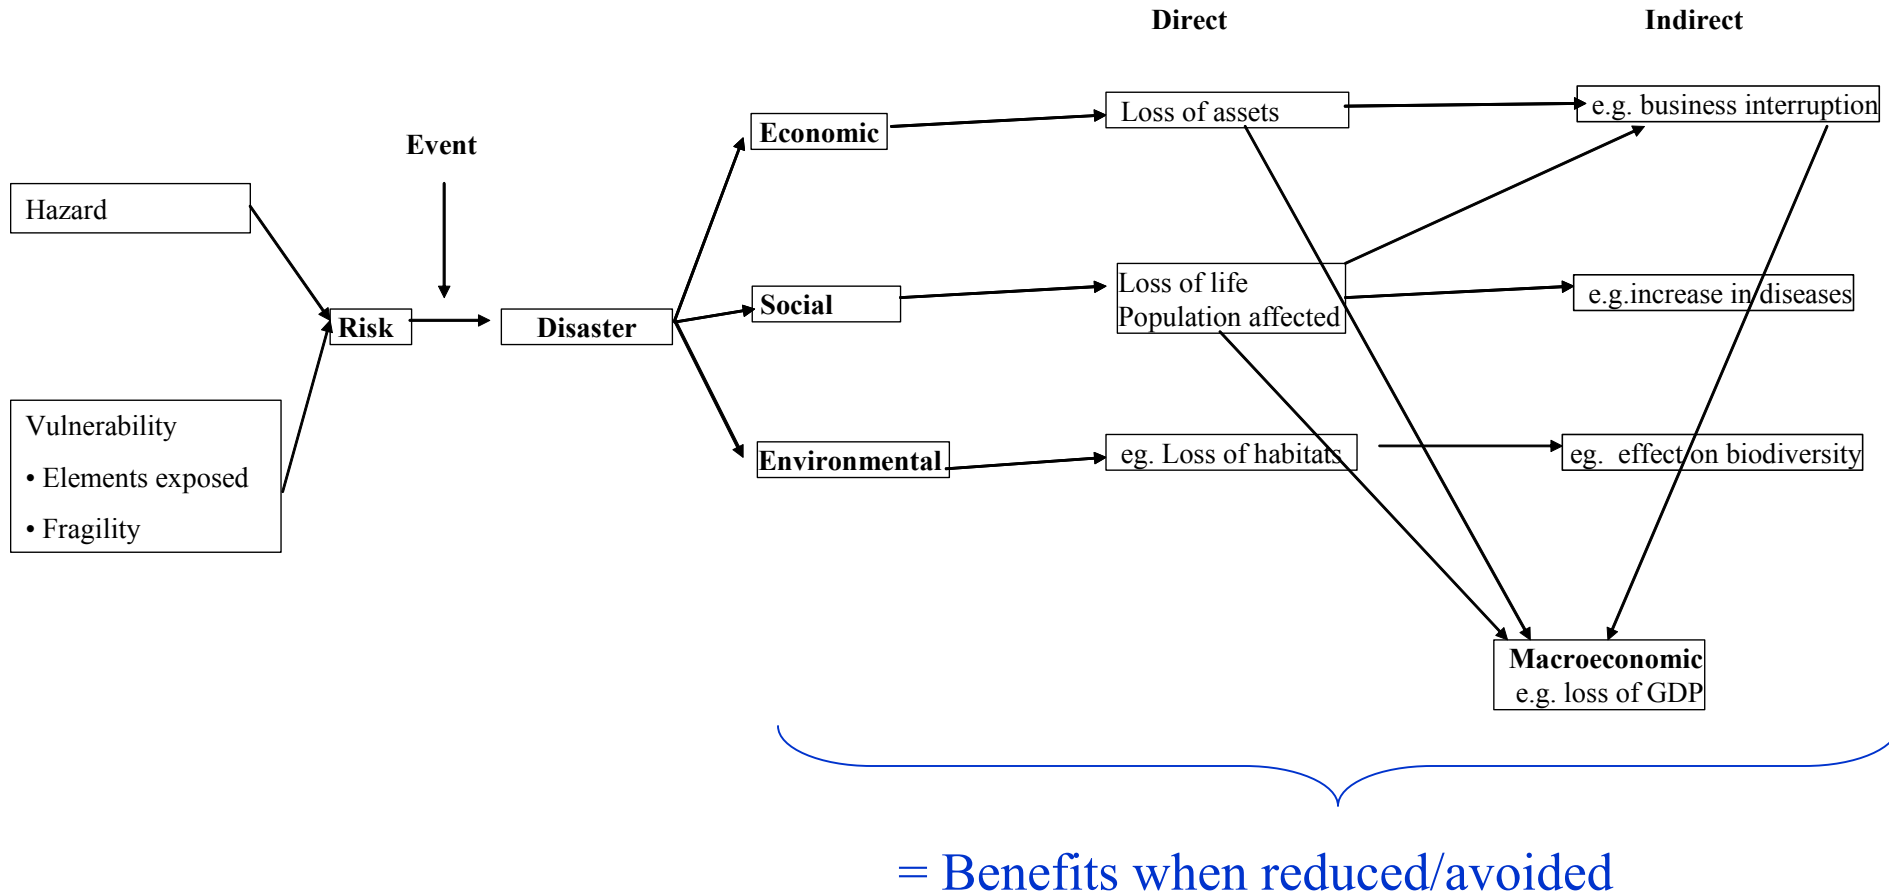 Direct
Indirect
Event
Hazard
Vulnerability
• Elements exposed
• Fragility
Risk
Disaster
Economic
Social
Environmental
Loss of assets
Loss of life
Population affected
eg. Loss of habitats
e.g. business interruption
e.g.increase in diseases
eg.  effect on biodiversity
Macroeconomic
e.g. loss of GDP
= Benefits when reduced/avoided